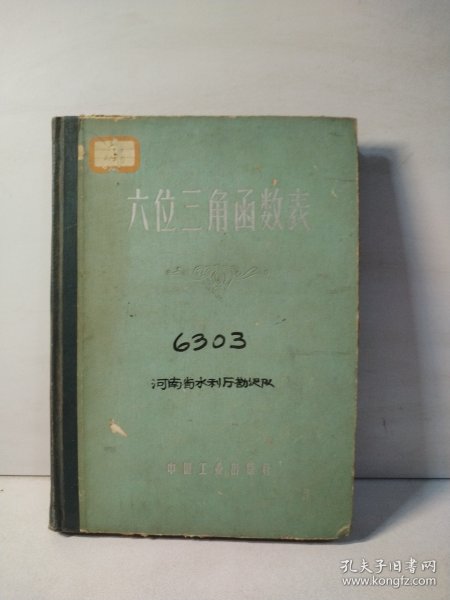 六位三角函数表
6303
河南省水利厅勘测队
中国工业出版社
孔夫子旧书网
www.kongfz.com